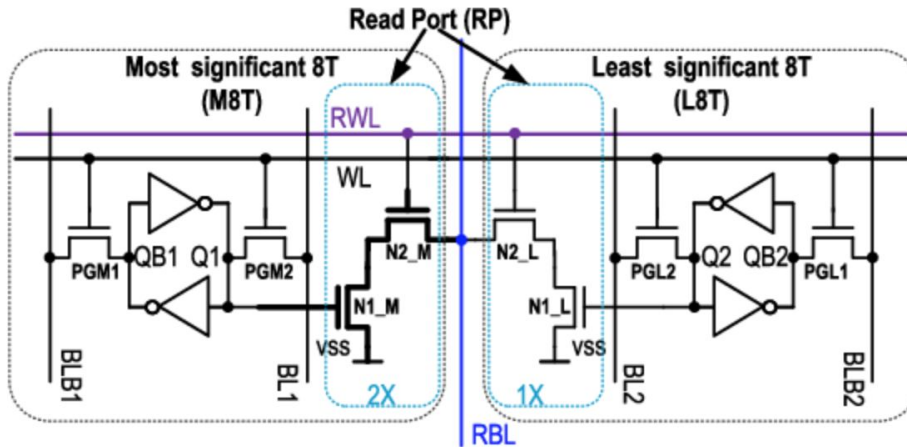 Read Port (RP)
Most significant 8T
(M8T)
Least significant 8T
(L8T)
RWL
WL
PGM1
QB1
Q1
PGM2
N2_M
N2_L
PGL2
Q2
QB2
PGL1
N1_M
N1_L
VSS
VSS
BLB1
BL1
2X
1X
BL2
BLB2
RBL